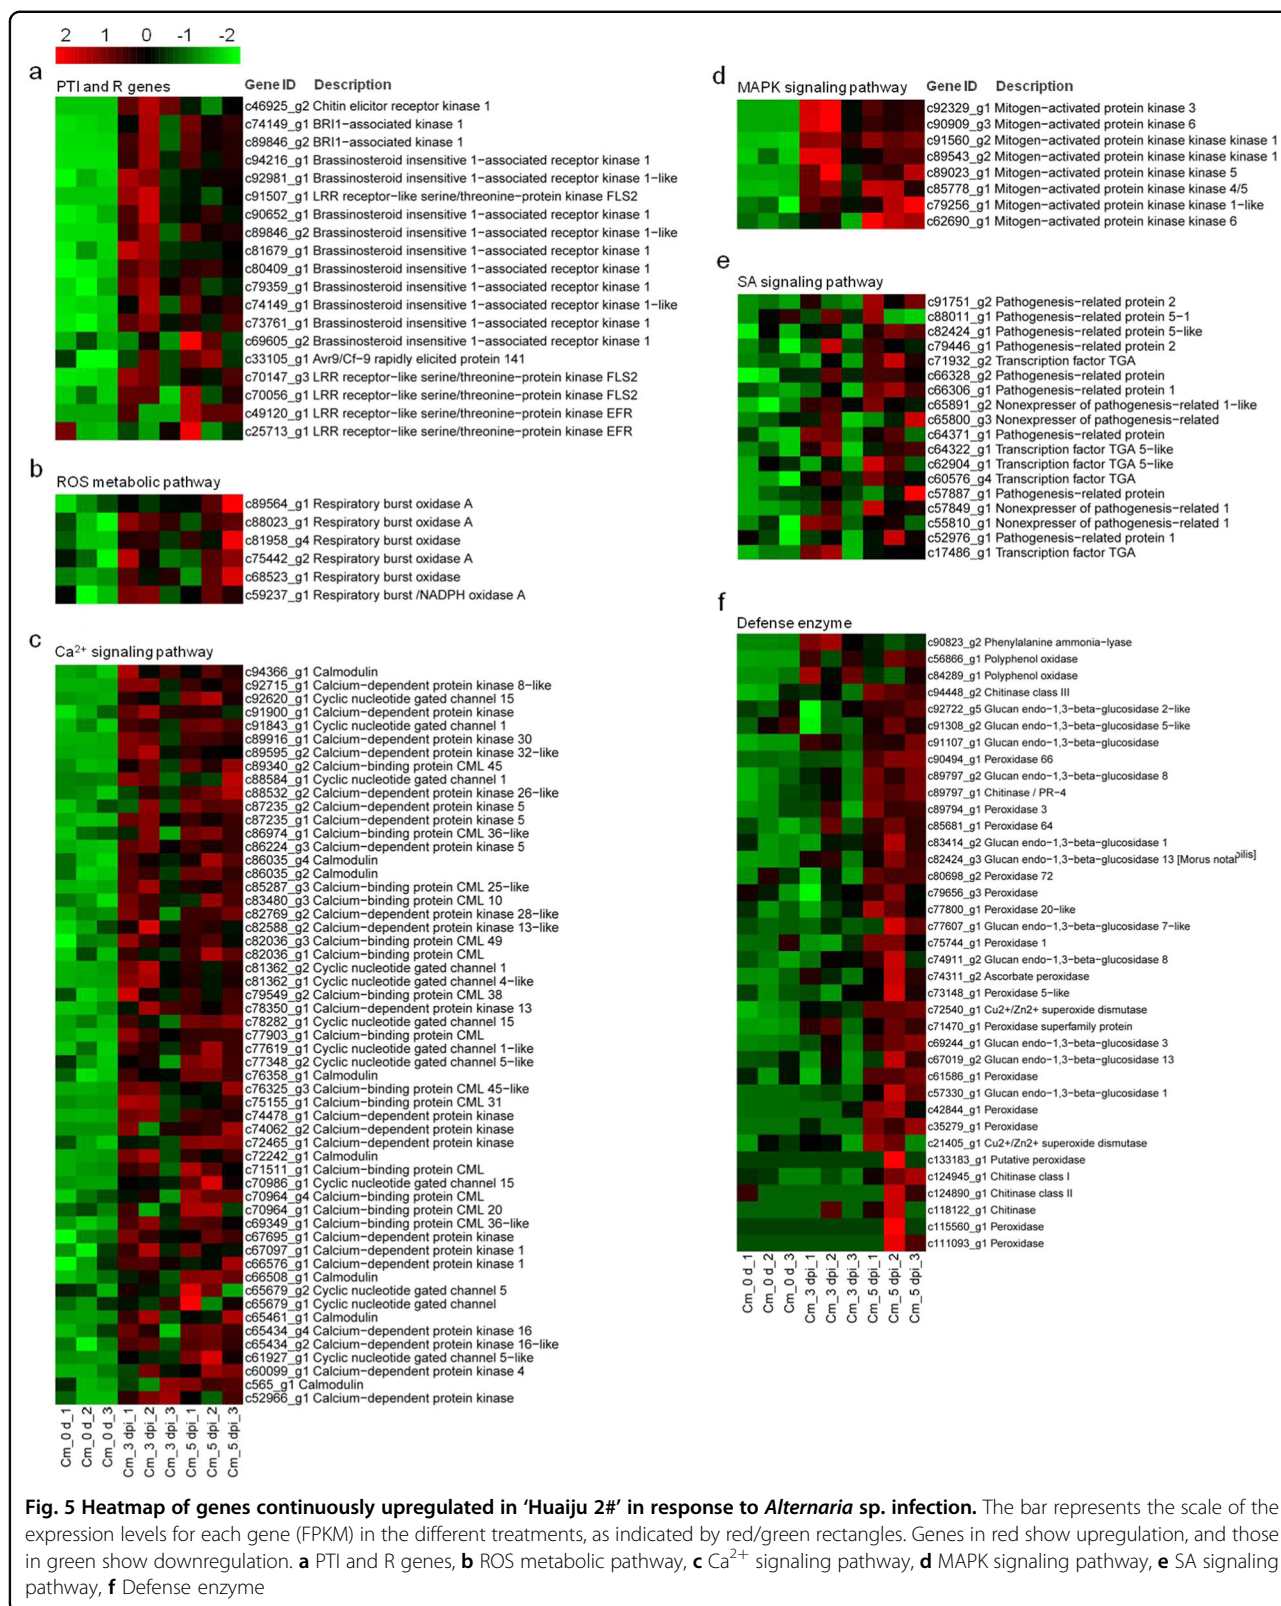 2 1 0 -1 -2
a
PTI and R genes
Gene ID Description
c46925_g2 Chitin elicitor receptor kinase 1
c74149_g1 BRI1−associated kinase 1
c89846_g2 BRI1−associated kinase 1
c94216_g1 Brassinosteroid insensitive 1−associated receptor kinase 1
c92981_g1 Brassinosteroid insensitive 1−associated receptor kinase 1−like
c91507_g1 LRR receptor−like serine/threonine−protein kinase FLS2
c90652_g1 Brassinosteroid insensitive 1−associated receptor kinase 1
c89846_g2 Brassinosteroid insensitive 1−associated receptor kinase 1−like
c81679_g1 Brassinosteroid insensitive 1−associated receptor kinase 1
c80409_g1 Brassinosteroid insensitive 1−associated receptor kinase 1
c79359_g1 Brassinosteroid insensitive 1−associated receptor kinase 1
c74149_g1 Brassinosteroid insensitive 1−associated receptor kinase 1−like
c73761_g1 Brassinosteroid insensitive 1−associated receptor kinase 1
c69605_g2 Brassinosteroid insensitive 1−associated receptor kinase 1
c33105_g1 Avr9/Cf−9 rapidly elicited protein 141
c70147_g3 LRR receptor−like serine/threonine−protein kinase FLS2
c70056_g1 LRR receptor−like serine/threonine−protein kinase FLS2
c49120_g1 LRR receptor−like serine/threonine−protein kinase EFR
c25713_g1 LRR receptor−like serine/threonine−protein kinase EFR
b
ROS metabolic pathway
c89564_g1 Respiratory burst oxidase A
c88023_g1 Respiratory burst oxidase A
c81958_g4 Respiratory burst oxidase
c75442_g2 Respiratory burst oxidase A
c68523_g1 Respiratory burst oxidase
c59237_g1 Respiratory burst /NADPH oxidase A
c
Ca2+ signaling pathway
c94366_g1 Calmodulin
c92715_g1 Calcium−dependent protein kinase 8−like
c92620_g1 Cyclic nucleotide gated channel 15
c91900_g1 Calcium−dependent protein kinase
c91843_g1 Cyclic nucleotide gated channel 1
c89916_g1 Calcium−dependent protein kinase 30
c89595_g2 Calcium−dependent protein kinase 32−like
c89340_g2 Calcium−binding protein CML 45
c88584_g1 Cyclic nucleotide gated channel 1
c88532_g2 Calcium−dependent protein kinase 26−like
c87235_g2 Calcium−dependent protein kinase 5
c87235_g1 Calcium−dependent protein kinase 5
c86974_g1 Calcium−binding protein CML 36−like
c86224_g3 Calcium−dependent protein kinase 5
c86035_g4 Calmodulin
c86035_g2 Calmodulin
c85287_g3 Calcium−binding protein CML 25−like
c83480_g3 Calcium−binding protein CML 10
c82769_g2 Calcium−dependent protein kinase 28−like
c82588_g2 Calcium−dependent protein kinase 13−like
c82036_g3 Calcium−binding protein CML 49
c82036_g1 Calcium−binding protein CML
c81362_g2 Cyclic nucleotide gated channel 1
c81362_g1 Cyclic nucleotide gated channel 4−like
c79549_g2 Calcium−binding protein CML 38
c78350_g1 Calcium−dependent protein kinase 13
c78282_g1 Cyclic nucleotide gated channel 15
c77903_g1 Calcium−binding protein CML
c77619_g1 Cyclic nucleotide gated channel 1−like
c77348_g2 Cyclic nucleotide gated channel 5−like
c76358_g1 Calmodulin
c76325_g3 Calcium−binding protein CML 45−like
c75155_g1 Calcium−binding protein CML 31
c74478_g1 Calcium−dependent protein kinase
c74062_g2 Calcium−dependent protein kinase
c72465_g1 Calcium−dependent protein kinase
c72242_g1 Calmodulin
c71511_g1 Calcium−binding protein CML
c70986_g1 Cyclic nucleotide gated channel 15
c70964_g4 Calcium−binding protein CML
c70964_g1 Calcium−binding protein CML 20
c69349_g1 Calcium−binding protein CML 36−like
c67695_g1 Calcium−dependent protein kinase
c67097_g1 Calcium−dependent protein kinase 1
c66576_g1 Calcium−dependent protein kinase 1
c66508_g1 Calmodulin
c65679_g2 Cyclic nucleotide gated channel 5
c65679_g1 Cyclic nucleotide gated channel
c65461_g1 Calmodulin
c65434_g4 Calcium−dependent protein kinase 16
c65434_g2 Calcium−dependent protein kinase 16−like
c61927_g1 Cyclic nucleotide gated channel 5−like
c60099_g1 Calcium−dependent protein kinase 4
c565_g1 Calmodulin
c52966_g1 Calcium−dependent protein kinase
Cm_0 d_1
Cm_0 d_2
Cm_0 d_3
Cm_3 dpi_1
Cm_3 dpi_2
Cm_3 dpi_3
Cm_5 dpi_1
Cm_5 dpi_2
Cm_5 dpi_3
d
MAPK signaling pathway
Gene ID Description
c92329_g1 Mitogen−activated protein kinase 3
c90909_g3 Mitogen−activated protein kinase 6
c91560_g2 Mitogen−activated protein kinase kinase kinase 1
c89543_g2 Mitogen−activated protein kinase kinase kinase 1
c89023_g1 Mitogen−activated protein kinase kinase 5
c85778_g1 Mitogen−activated protein kinase kinase 4/5
c79256_g1 Mitogen−activated protein kinase kinase 1−like
c62690_g1 Mitogen−activated protein kinase kinase 6
e
SA signaling pathway
c91751_g2 Pathogenesis−related protein 2
c88011_g1 Pathogenesis−related protein 5−1
c82424_g1 Pathogenesis−related protein 5−like
c79446_g1 Pathogenesis−related protein 2
c71932_g2 Transcription factor TGA
c66328_g2 Pathogenesis−related protein
c66306_g1 Pathogenesis−related protein 1
c65891_g2 Nonexpresser of pathogenesis−related 1−like
c65800_g3 Nonexpresser of pathogenesis−related
c64371_g1 Pathogenesis−related protein
c64322_g1 Transcription factor TGA 5−like
c62904_g1 Transcription factor TGA 5−like
c60576_g4 Transcription factor TGA
c57887_g1 Pathogenesis−related protein
c57849_g1 Nonexpresser of pathogenesis−related 1
c55810_g1 Nonexpresser of pathogenesis−related 1
c52976_g1 Pathogenesis−related protein 1
c17486_g1 Transcription factor TGA
f
Defense enzyme
c90823_g2 Phenylalanine ammonia−lyase
c56866_g1 Polyphenol oxidase
c84289_g1 Polyphenol oxidase
c94448_g2 Chitinase class III
c92722_g5 Glucan endo−1,3−beta−glucosidase 2−like
c91308_g2 Glucan endo−1,3−beta−glucosidase 5−like
c91107_g1 Glucan endo−1,3−beta−glucosidase
c90494_g1 Peroxidase 66
c89797_g2 Glucan endo−1,3−beta−glucosidase 8
c89797_g1 Chitinase / PR−4
c89794_g1 Peroxidase 3
c85681_g1 Peroxidase 64
c83414_g2 Glucan endo−1,3−beta−glucosidase 1
c82424_g3 Glucan endo−1,3−beta−glucosidase 13 [Morus notabilis]
c80698_g2 Peroxidase 72
c79656_g3 Peroxidase
c77800_g1 Peroxidase 20−like
c77607_g1 Glucan endo−1,3−beta−glucosidase 7−like
c75744_g1 Peroxidase 1
c74911_g2 Glucan endo−1,3−beta−glucosidase 8
c74311_g2 Ascorbate peroxidase
c73148_g1 Peroxidase 5−like
c72540_g1 Cu2+/Zn2+ superoxide dismutase
c71470_g1 Peroxidase superfamily protein
c69244_g1 Glucan endo−1,3−beta−glucosidase 3
c67019_g2 Glucan endo−1,3−beta−glucosidase 13
c61586_g1 Peroxidase
c57330_g1 Glucan endo−1,3−beta−glucosidase 1
c42844_g1 Peroxidase
c35279_g1 Peroxidase
c21405_g1 Cu2+/Zn2+ superoxide dismutase
c133183_g1 Putative peroxidase
c124945_g1 Chitinase class I
c124890_g1 Chitinase class II
c118122_g1 Chitinase
c115560_g1 Peroxidase
c111093_g1 Peroxidase
Cm_0 d_1
Cm_0 d_2
Cm_0 d_3
Cm_3 dpi_1
Cm_3 dpi_2
Cm_3 dpi_3
Cm_5 dpi_1
Cm_5 dpi_2
Cm_5 dpi_3
Fig. 5 Heatmap of genes continuously upregulated in ‘Huaiju 2#’ in response to Alternaria sp. infection. The bar represents the scale of the
expression levels for each gene (FPKM) in the different treatments, as indicated by red/green rectangles. Genes in red show upregulation, and those
in green show downregulation. a PTI and R genes, b ROS metabolic pathway, c Ca2+ signaling pathway, d MAPK signaling pathway, e SA signaling
pathway, f Defense enzyme